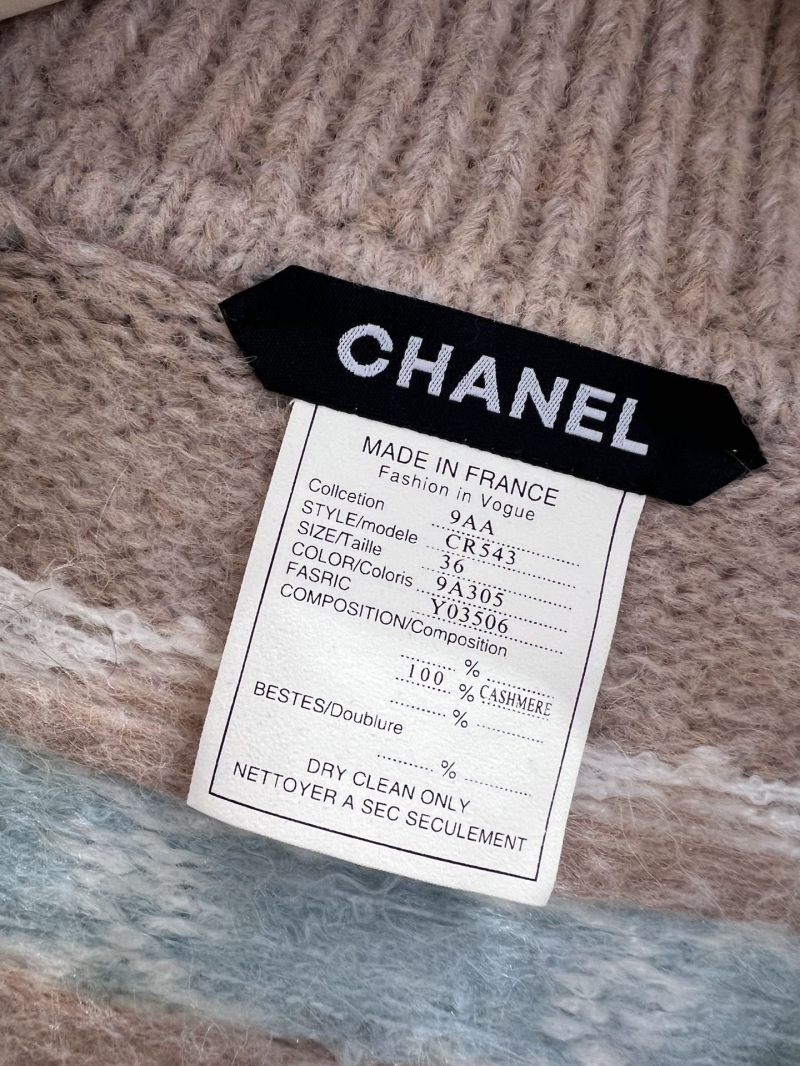 CHANEL
MADE IN FRANCE
Fashion in Vogue
Collcetion 9AA
STYLE/modele CR543
SIZE/Taille 36
COLOR/Coloris 9A305
FASRIC Y03506
COMPOSITION/Composition
%
100 % CASHMERE
%
BESTES/Doublure
%
DRY CLEAN ONLY
NETTOYER A SEC SECULEMENT